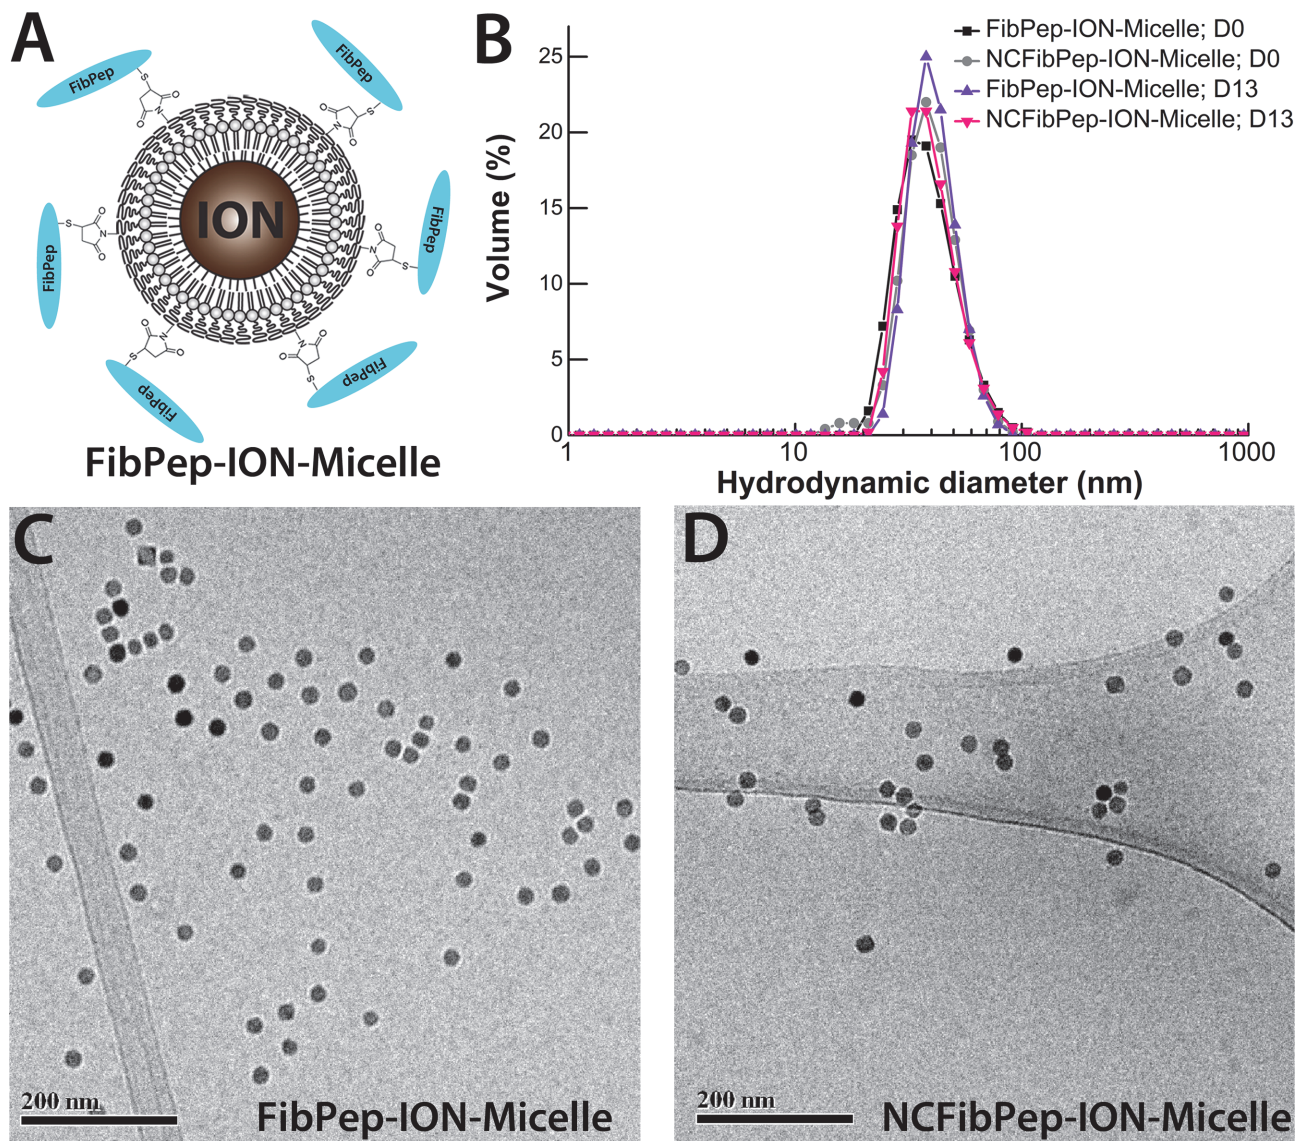 A
FibPep
FibPep
FibPep
FibPep
FibPep
FibPep
S
S
S
S
S
S
N
N
N
N
N
N
O
O
O
O
O
O
O
O
O
O
O
O
ION
FibPep-ION-Micelle
B
FibPep-ION-Micelle; D0
NCFibPep-ION-Micelle; D0
FibPep-ION-Micelle; D13
NCFibPep-ION-Micelle; D13
Volume (%)
25
20
15
10
5
0
1
10
100
1000
Hydrodynamic diameter (nm)
C
200 nm
FibPep-ION-Micelle
D
200 nm
NCFibPep-ION-Micelle